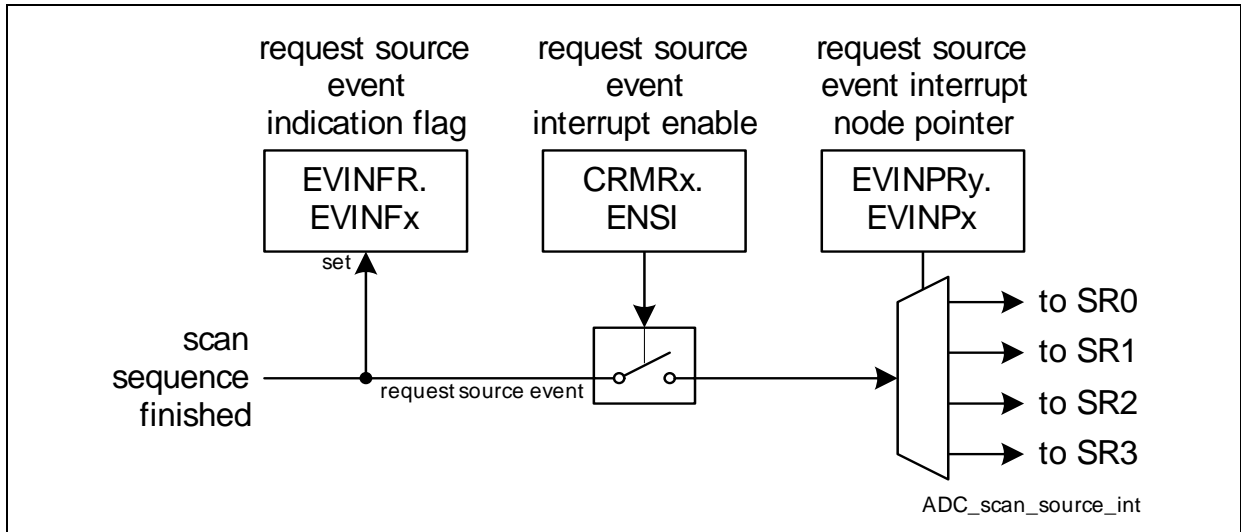 request source
event
indication flag
request source
event
interrupt enable
request source
event interrupt
node pointer
EVINFR.
EVINFx
CRMRx.
ENSI
EVINPRy.
EVINPx
set
scan
sequence
finished
request source event
to SR0
to SR1
to SR2
to SR3
ADC_scan_source_int